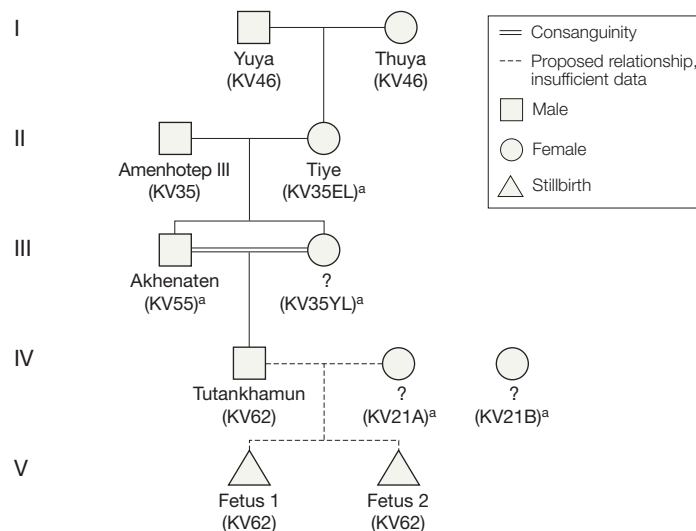 I
Yuya
(KV46)
Thuya
(KV46)
Consanguinity
Proposed relationship,
insufficient data
Male
Female
Stillbirth
II
Amenhotep III
(KV35)
Tiye
(KV35EL)ᵃ
III
Akhenaten
(KV55)ᵃ
?
(KV35YL)ᵃ
IV
Tutankhamun
(KV62)
?
(KV21A)ᵃ
?
(KV21B)ᵃ
V
Fetus 1
(KV62)
Fetus 2
(KV62)